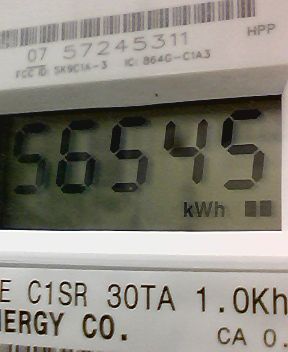 HPP
07 57245311
FCC ID: SK9C1A-3 IC: 864G-C1A3
56545
kWh
E C1SR 30TA 1.0Kh
NERGY CO. CA 0.